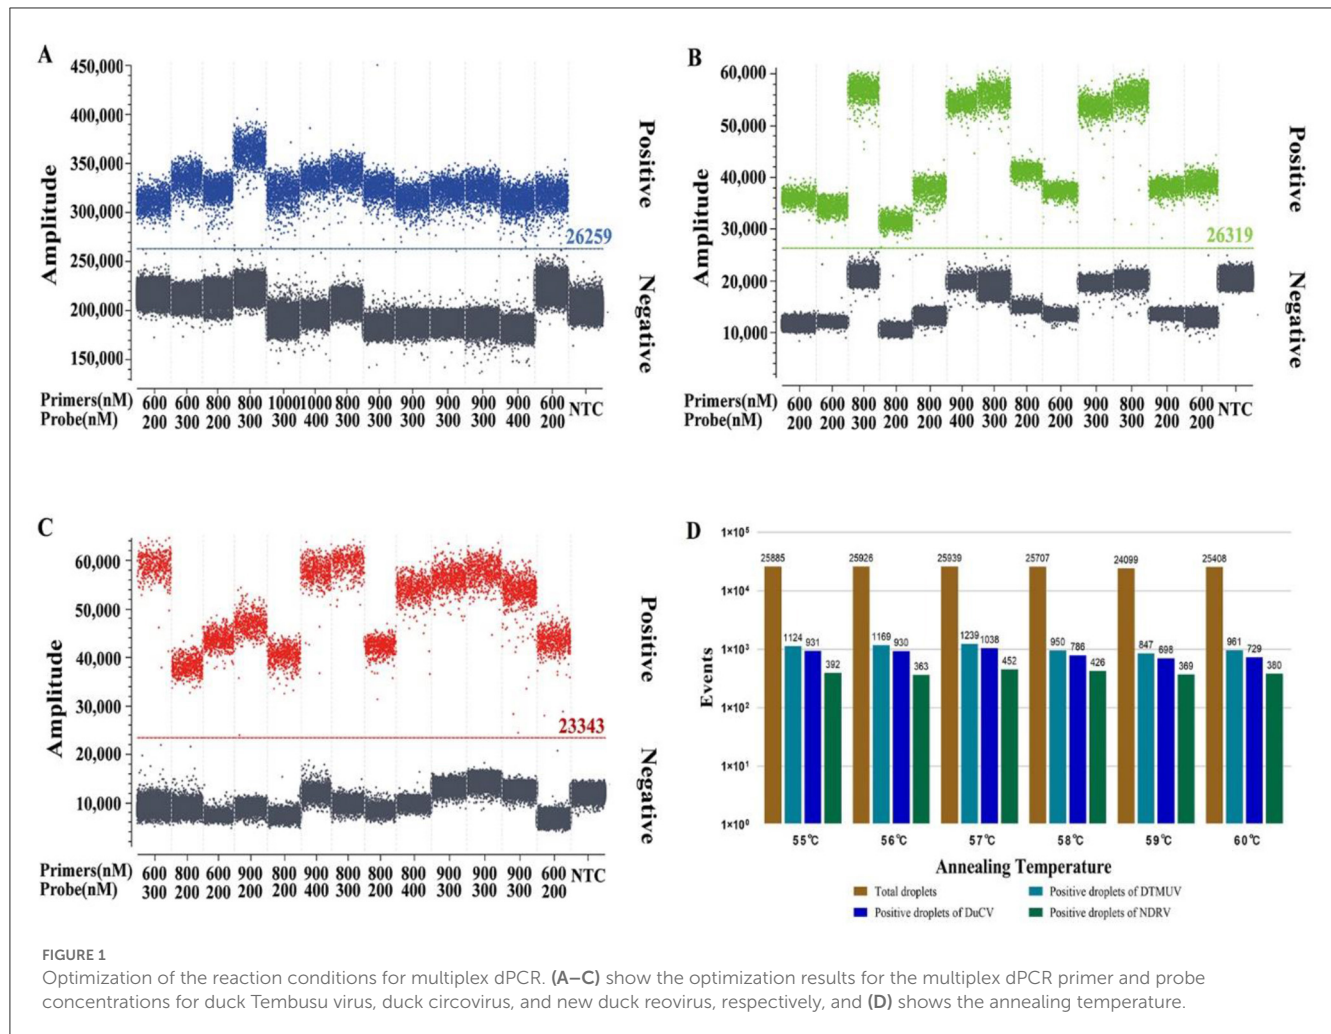 A
450,000
400,000
350,000
300,000
250,000
200,000
150,000
Amplitude
Positive
Negative
26259
Primers(nM) 600 600 800 800 1000 1000 800 900 900 900 900 900 600 NTC
Probe(nM) 200 300 200 300 300 400 300 300 300 300 300 400 200
B
60,000
50,000
40,000
30,000
20,000
10,000
Amplitude
Positive
Negative
26319
Primers(nM) 600 600 800 800 800 900 800 800 600 900 800 900 600 NTC
Probe(nM) 200 200 300 200 200 400 300 200 200 300 300 200 200
C
60,000
50,000
40,000
30,000
20,000
10,000
Amplitude
Positive
Negative
23343
Primers(nM) 600 800 600 900 800 900 800 800 800 900 900 900 600 NTC
Probe(nM) 300 200 200 200 200 400 300 200 400 300 300 300 200
D
1×10⁵
1×10⁴
1×10³
1×10²
1×10¹
1×10⁰
Events
25885 25926 25939 25707 24099 25408
1124 931 392 1169 930 363 1239 1038 452 950 786 426 847 698 369 961 729 380
55℃ 56℃ 57℃ 58℃ 59℃ 60℃
Annealing Temperature
Total droplets Positive droplets of DTMUV
Positive droplets of DuCV Positive droplets of NDRV
FIGURE 1
Optimization of the reaction conditions for multiplex dPCR. (A–C) show the optimization results for the multiplex dPCR primer and probe
concentrations for duck Tembusu virus, duck circovirus, and new duck reovirus, respectively, and (D) shows the annealing temperature.